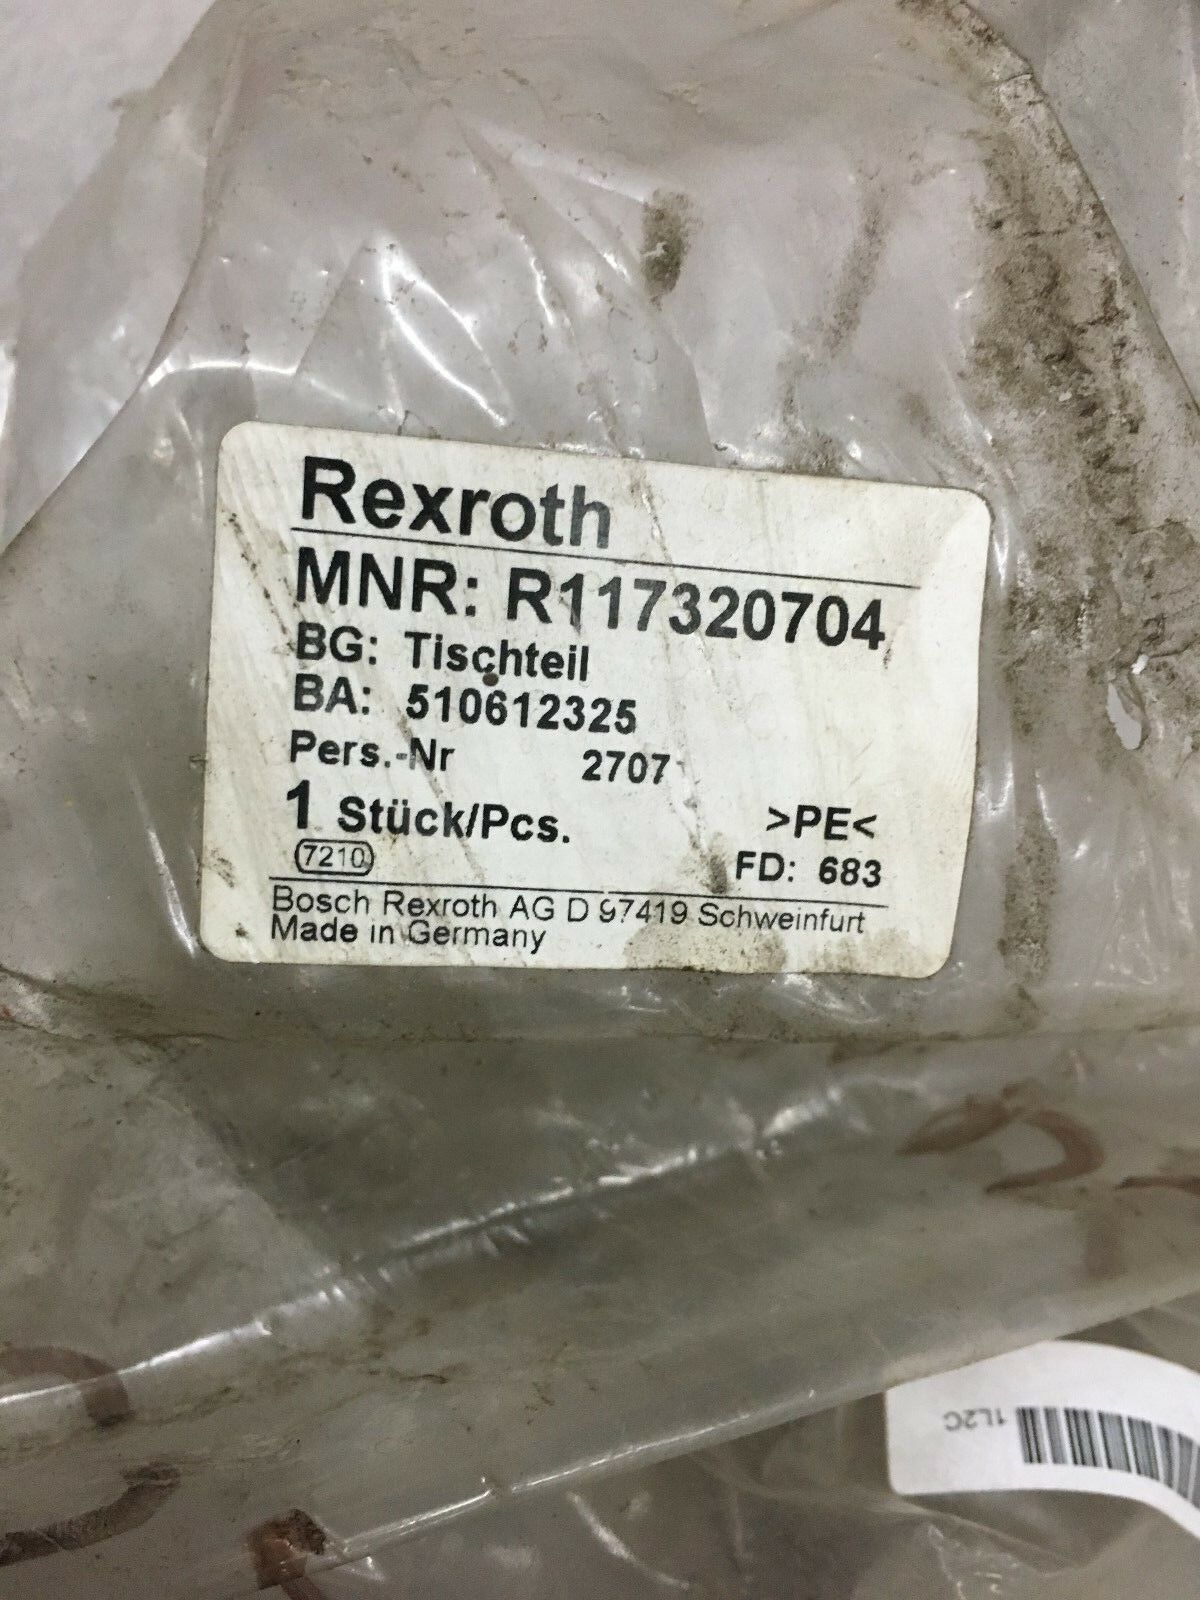 Rexroth
MNR: R117320704
BG: Tischteil
BA: 510612325
Pers.-Nr 2707
1 Stück/Pcs. >PE<
7210 FD: 683
Bosch Rexroth AG D 97419 Schweinfurt
Made in Germany
1L2C